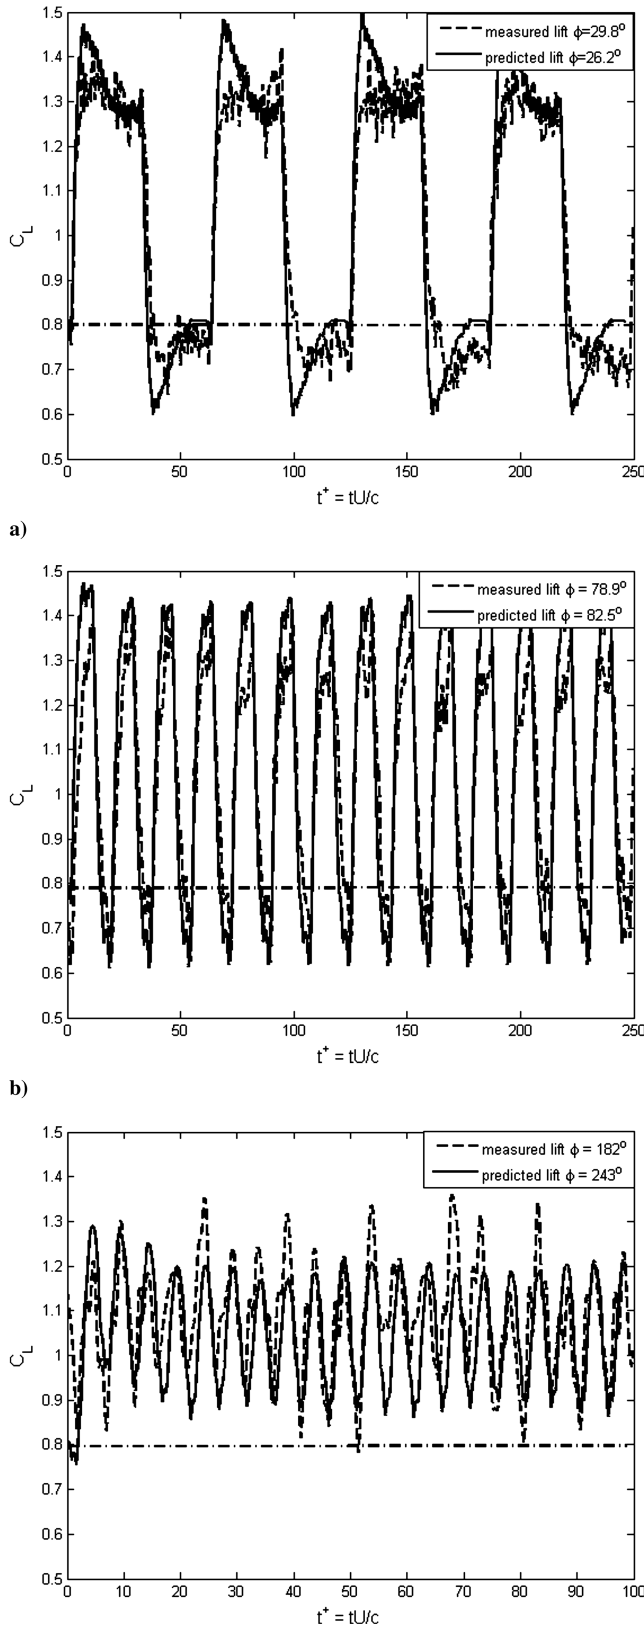 1.5
1.4
1.3
1.2
1.1
1
0.9
0.8
0.7
0.6
0.5
C_L
measured lift ϕ=29.8°
predicted lift ϕ=26.2°
0 50 100 150 200 250
t⁺ = tU/c
a)
1.5
1.4
1.3
1.2
1.1
1
0.9
0.8
0.7
0.6
0.5
C_L
measured lift ϕ = 78.9°
predicted lift ϕ = 82.5°
0 50 100 150 200 250
t⁺ = tU/c
b)
1.5
1.4
1.3
1.2
1.1
1
0.9
0.8
0.7
0.6
0.5
C_L
measured lift ϕ = 182°
predicted lift ϕ = 243°
0 10 20 30 40 50 60 70 80 90 100
t⁺ = tU/c